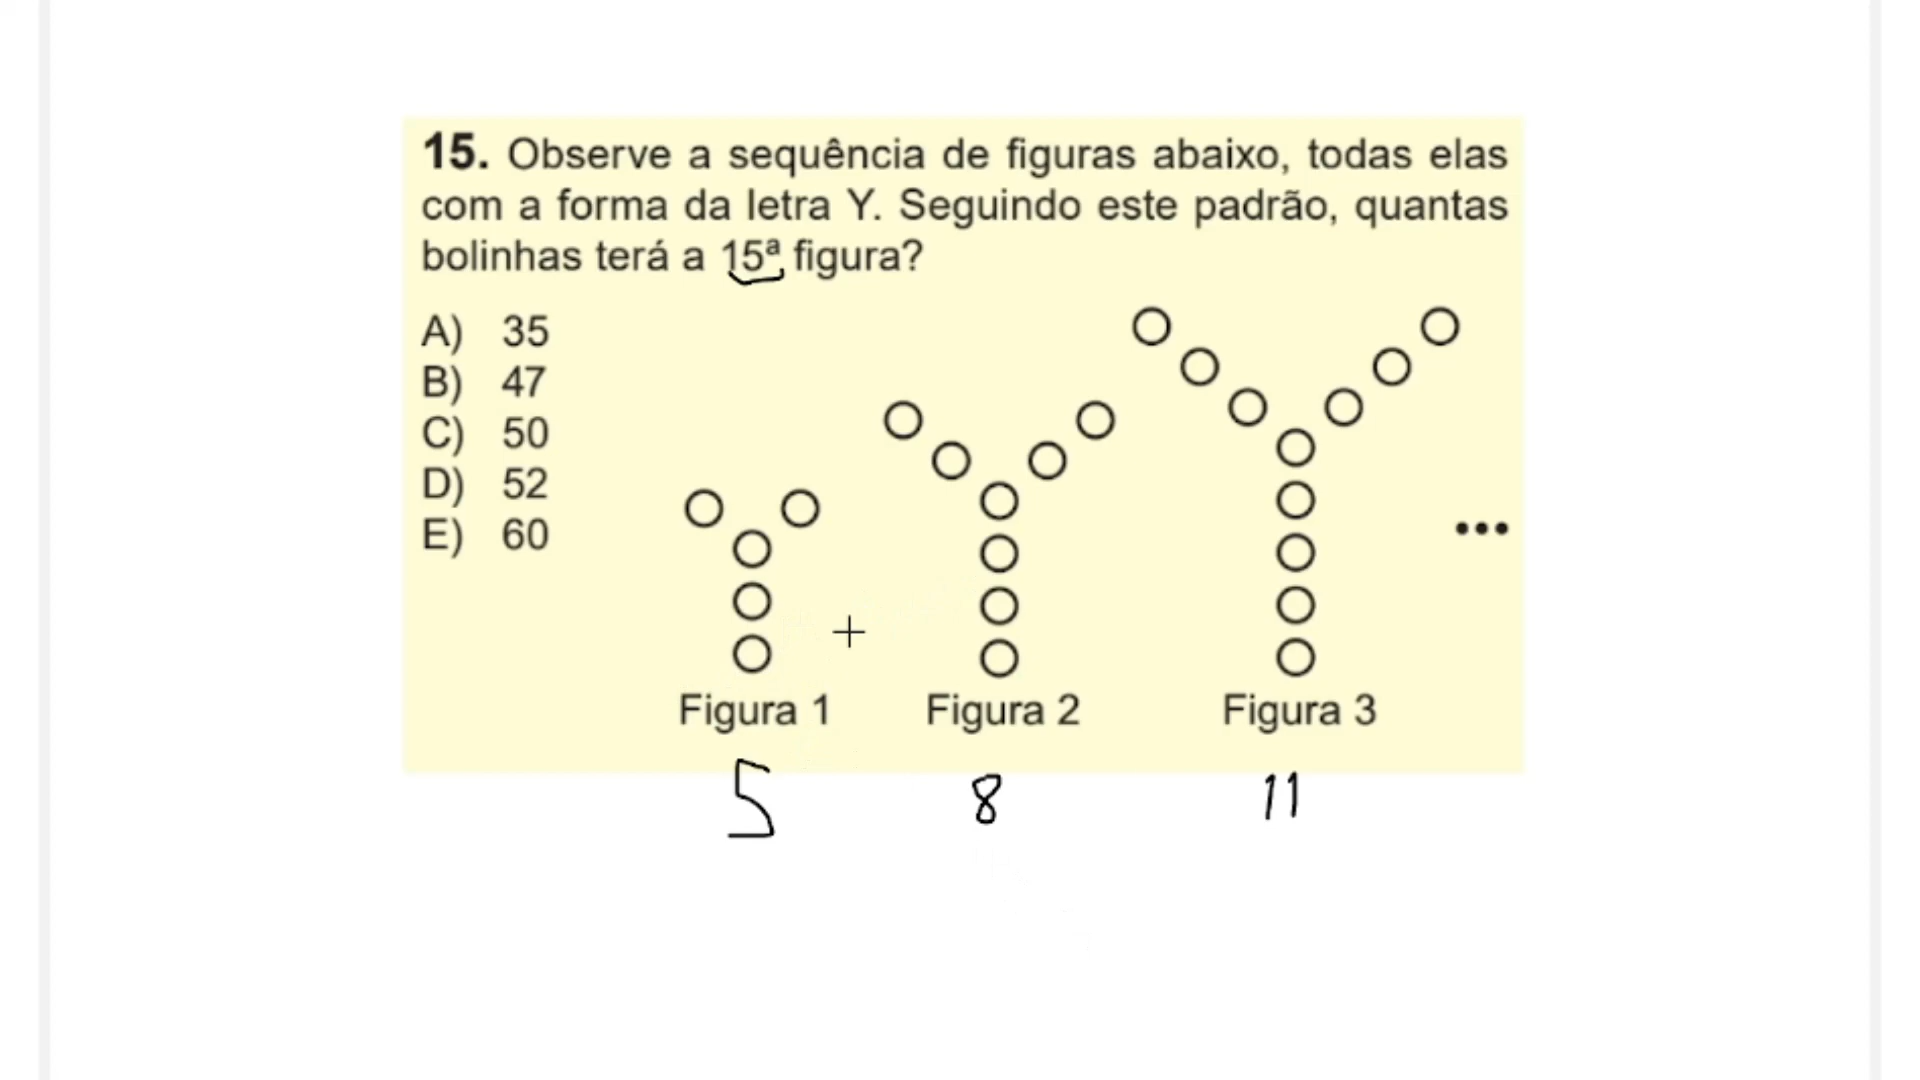 15. Observe a sequência de figuras abaixo, todas elas
com a forma da letra Y. Seguindo este padrão, quantas
bolinhas terá a 15ª figura?
A) 35
B) 47
C) 50
D) 52
E) 60
...
Figura 1 Figura 2 Figura 3
5 8 11